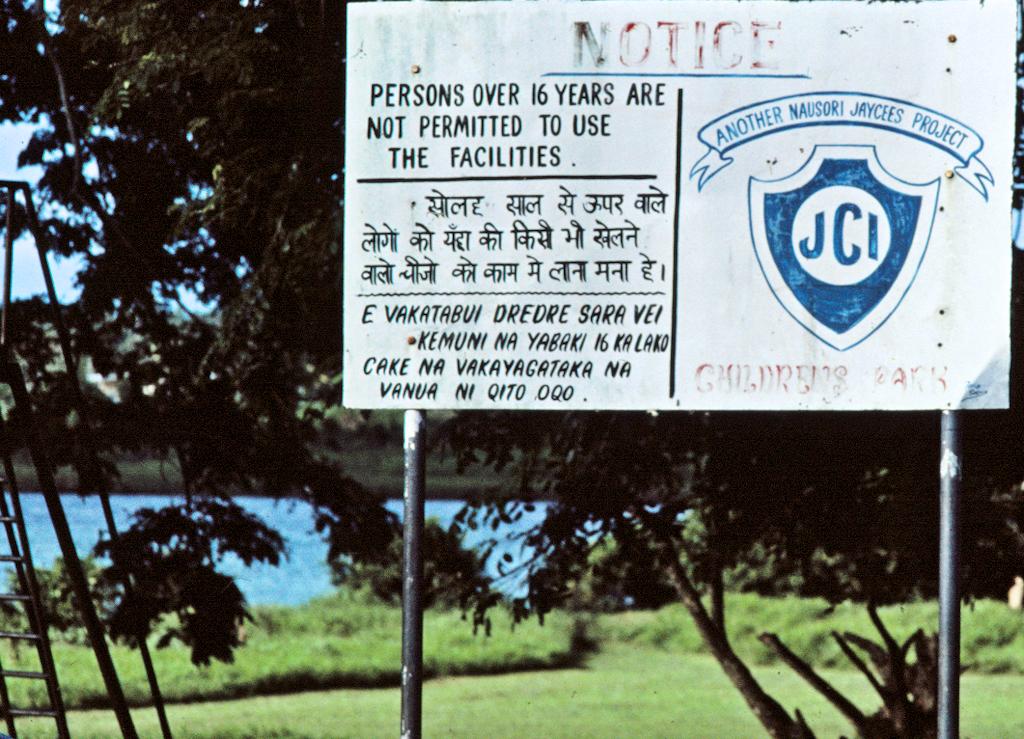 NOTICE
PERSONS OVER 16 YEARS ARE
NOT PERMITTED TO USE
THE FACILITIES.
सोलह साल से ऊपर वाले
लोगों को यँहा की किसी भी खेलने
वाली चीजो को काम मे लाना मना हे।
E VAKATABUI DREDRE SARA VEI
KEMUNI NA YABAKI 16 KA LAKO
CAKE NA VAKAYAGATAKA NA
VANUA NI QITO OQO.
ANOTHER NAUSORI JAYCEES PROJECT
JCI
CHILDRENS PARK